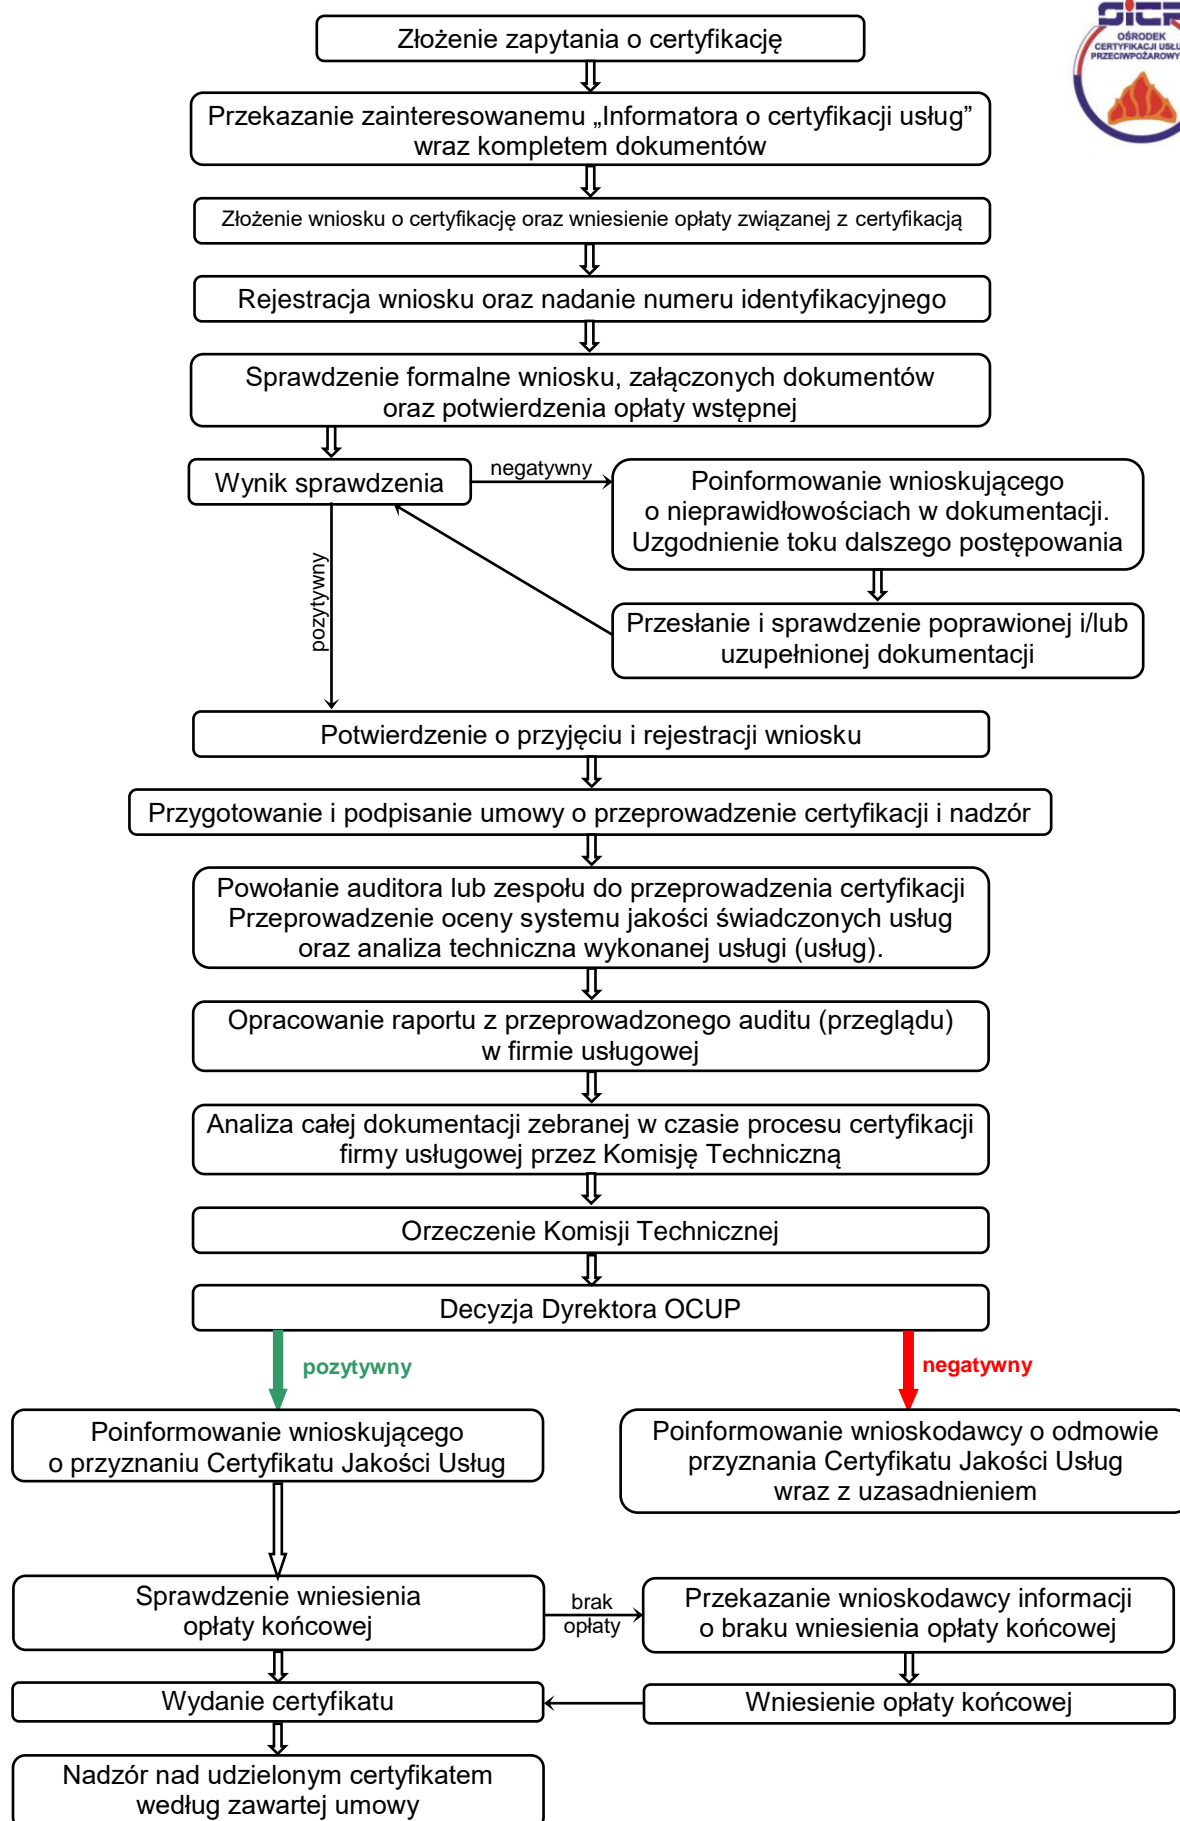 OŚRODEK
CERTYFIKACJI
Złożenie zapytania o certyfikację
Przekazanie zainteresowanemu „Informatora o certyfikacji usług”
wraz kompletem dokumentów
Złożenie wniosku o certyfikację oraz wniesienie opłaty związanej z certyfikacją
Rejestracja wniosku oraz nadanie numeru identyfikacyjnego
Sprawdzenie formalne wniosku, załączonych dokumentów
oraz potwierdzenia opłaty wstępnej
Wynik sprawdzenia
negatywny
Poinformowanie wnioskującego
o nieprawidłowościach w dokumentacji.
Uzgodnienie toku dalszego postępowania
pozytywny
Przesłanie i sprawdzenie poprawionej i/lub
uzupełnionej dokumentacji
Potwierdzenie o przyjęciu i rejestracji wniosku
Przygotowanie i podpisanie umowy o przeprowadzenie certyfikacji i nadzór
Powołanie auditora lub zespołu do przeprowadzenia certyfikacji
Przeprowadzenie oceny systemu jakości świadczonych usług
oraz analiza techniczna wykonanej usługi (usług).
Opracowanie raportu z przeprowadzonego auditu (przeglądu)
w firmie usługowej
Analiza całej dokumentacji zebranej w czasie procesu certyfikacji
firmy usługowej przez Komisję Techniczną
Orzeczenie Komisji Technicznej
Decyzja Dyrektora OCUP
pozytywny
negatywny
Poinformowanie wnioskującego
o przyznaniu Certyfikatu Jakości Usług
Poinformowanie wnioskodawcy o odmowie
przyznania Certyfikatu Jakości Usług
wraz z uzasadnieniem
Sprawdzenie wniesienia
opłaty końcowej
brak
opłaty
Przekazanie wnioskodawcy informacji
o braku wniesienia opłaty końcowej
Wydanie certyfikatu
Wniesienie opłaty końcowej
Nadzór nad udzielonym certyfikatem
według zawartej umowy